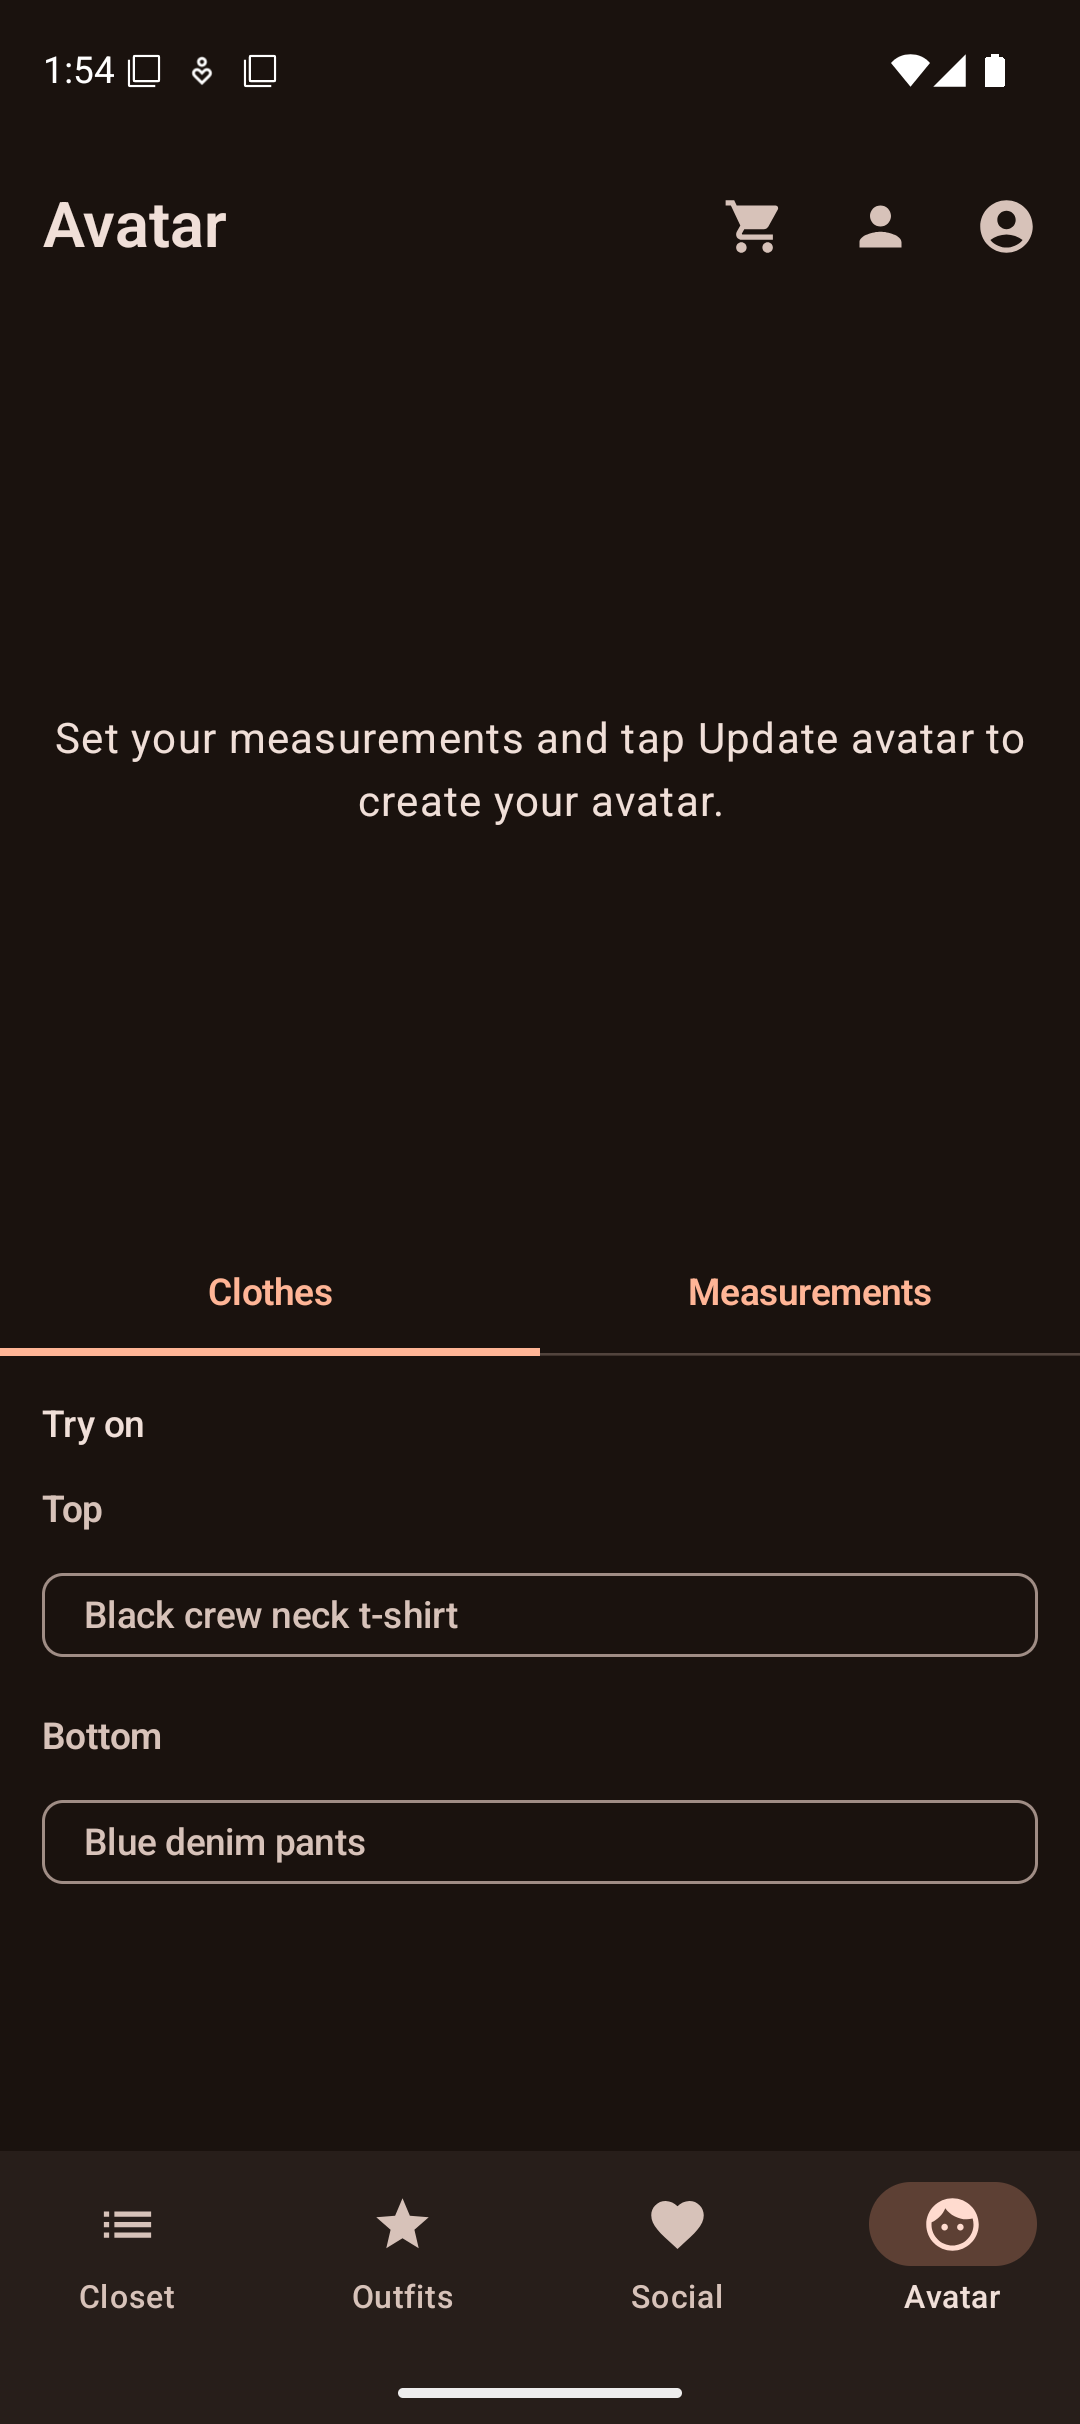 1:54
Avatar
Set your measurements and tap Update avatar to
create your avatar.
Clothes
Measurements
Try on
Top
Black crew neck t-shirt
Bottom
Blue denim pants
Closet
Outfits
Social
Avatar